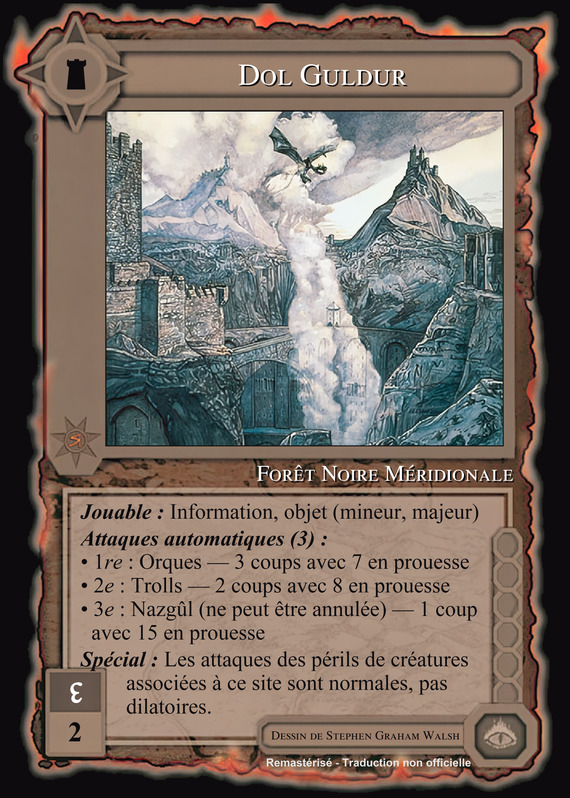 Dol Guldur
Forêt Noire Méridionale
Jouable : Information, objet (mineur, majeur)
Attaques automatiques (3) :
• 1re : Orques — 3 coups avec 7 en prouesse
• 2e : Trolls — 2 coups avec 8 en prouesse
• 3e : Nazgûl (ne peut être annulée) — 1 coup
avec 15 en prouesse
Spécial : Les attaques des périls de créatures
associées à ce site sont normales, pas
dilatoires.
2
Dessin de Stephen Graham Walsh
Remastérisé - Traduction non officielle